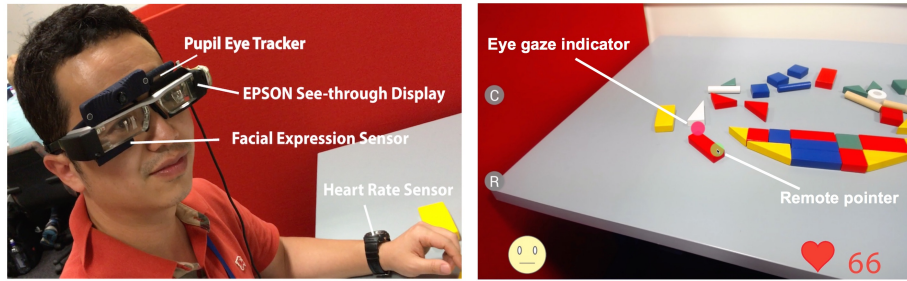 Pupil Eye Tracker
EPSON See-through Display
Facial Expression Sensor
Heart Rate Sensor
Eye gaze indicator
C
R
Remote pointer
66